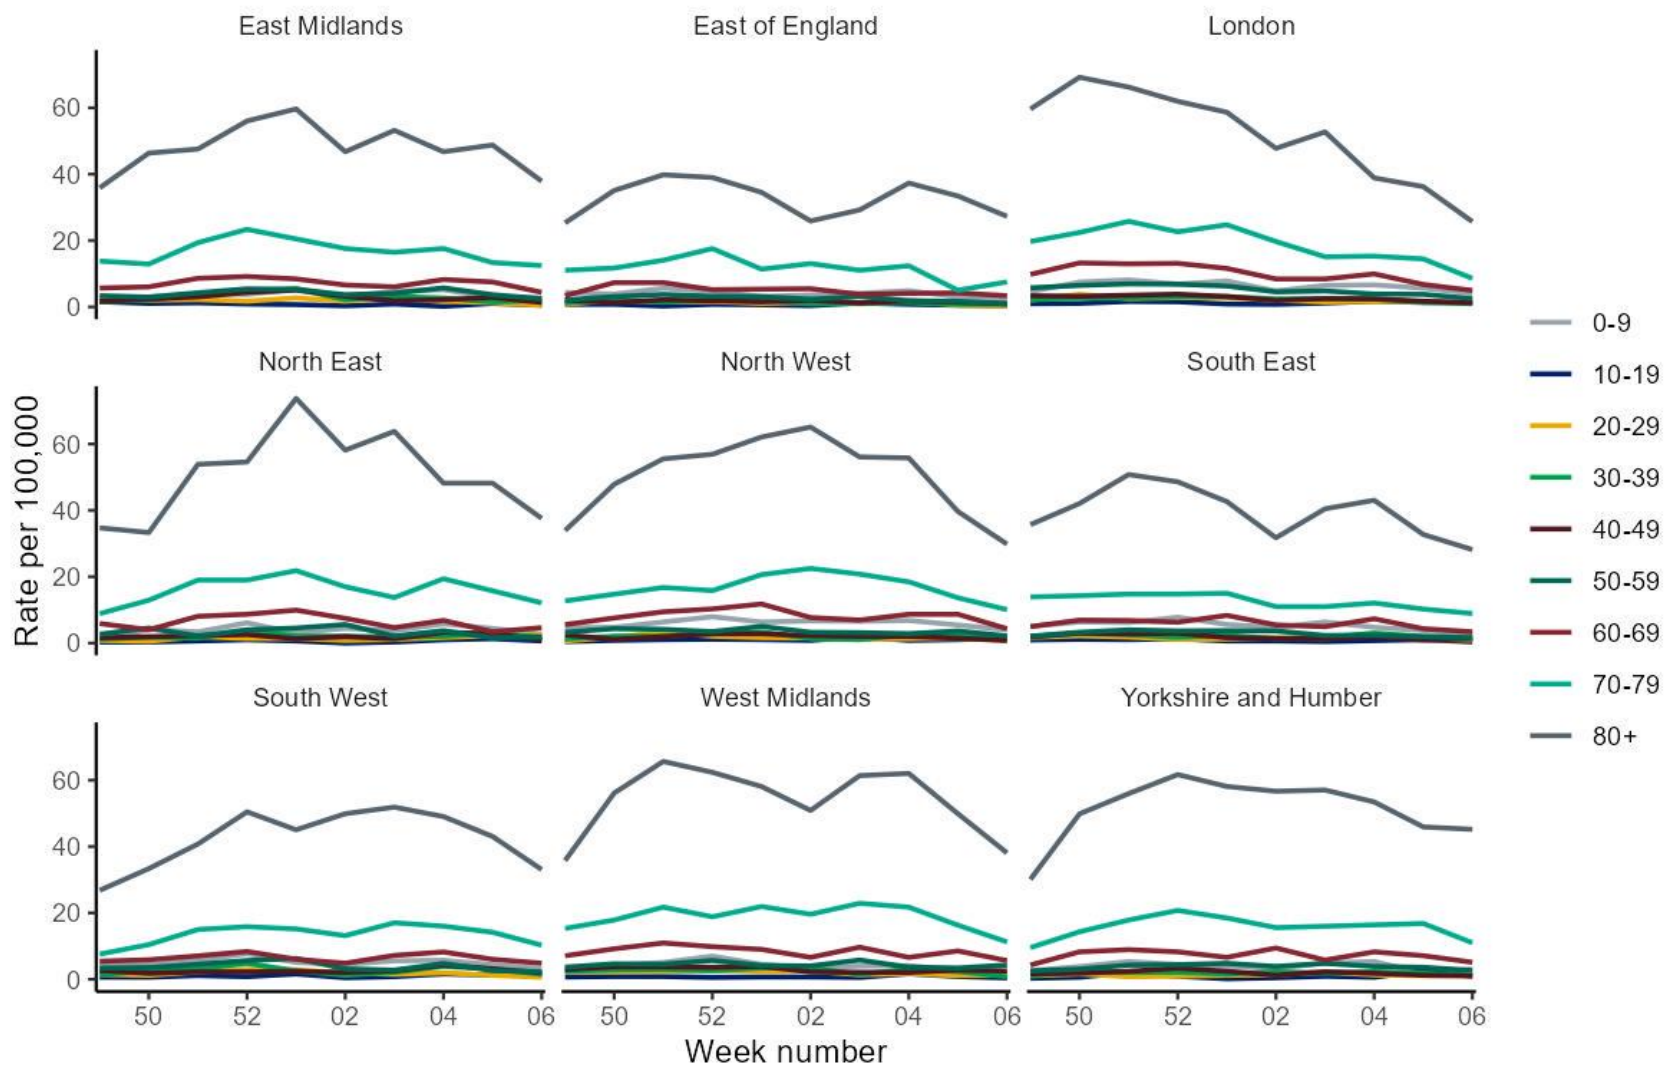 East Midlands
East of England
London
60
40
20
0
North East
North West
South East
60
40
20
0
South West
West Midlands
Yorkshire and Humber
60
40
20
0
50 52 02 04 06
50 52 02 04 06
50 52 02 04 06
Week number
Rate per 100,000
0-9
10-19
20-29
30-39
40-49
50-59
60-69
70-79
80+